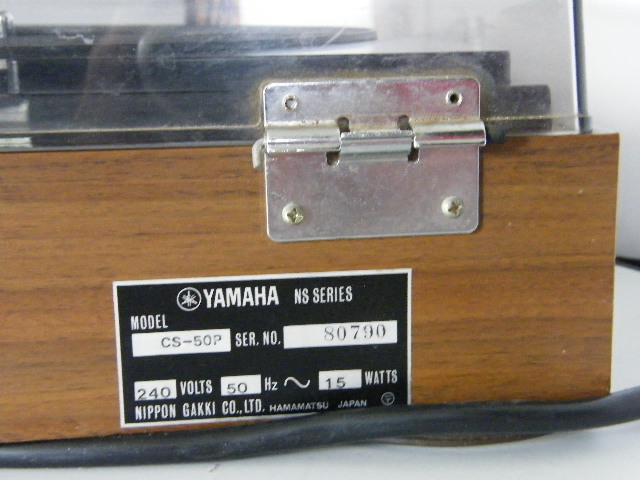 YAMAHA NS SERIES
MODEL
CS-50P SER. NO. 80790
240 VOLTS 50 Hz ~ 15 WATTS
NIPPON GAKKI CO., LTD. HAMAMATSU JAPAN